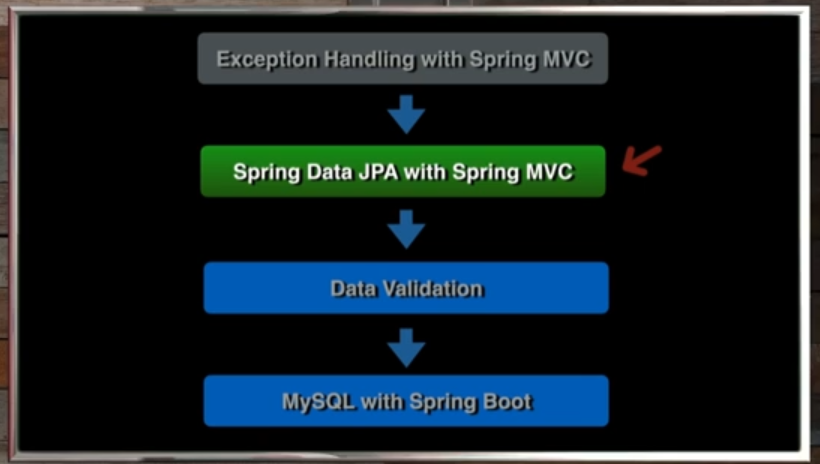 Exception Handling with Spring MVC
Spring Data JPA with Spring MVC
Data Validation
MySQL with Spring Boot